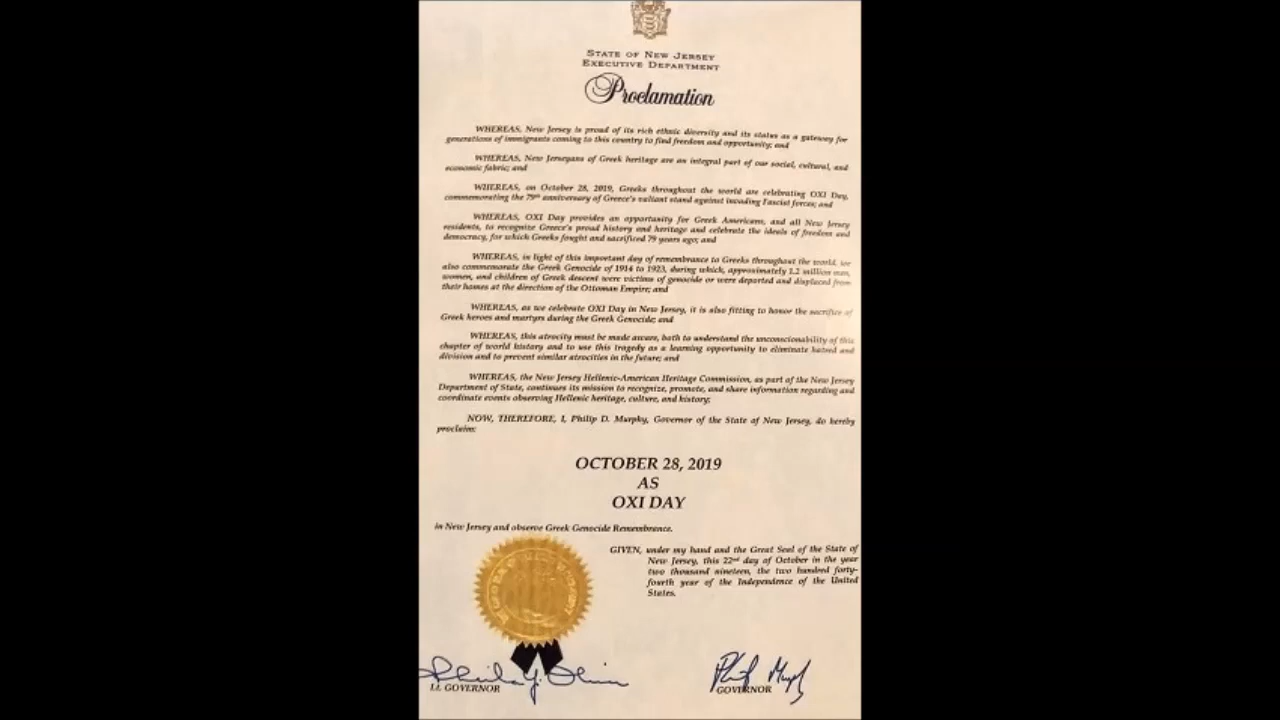 STATE OF NEW JERSEY
EXECUTIVE DEPARTMENT
Proclamation
WHEREAS, New Jersey is proud of its rich ethnic diversity and its status as a gateway for
generations of immigrants coming to this country to find freedom and opportunity; and
WHEREAS, New Jerseyans of Greek heritage are an integral part of our social, cultural, and
economic fabric; and
WHEREAS, on October 28, 2019, Greeks throughout the world are celebrating OXI Day,
commemorating the 79th anniversary of Greece's valiant stand against invading Fascist forces; and
WHEREAS, OXI Day provides an opportunity for Greek Americans, and all New Jersey
residents, to recognize Greece's proud history and heritage and celebrate the ideals of freedom and
democracy, for which Greeks fought and sacrificed 79 years ago; and
WHEREAS, in light of this important day of remembrance to Greeks throughout the world, we
also commemorate the Greek Genocide of 1914 to 1923, during which, approximately 1.2 million men,
women, and children of Greek descent were victims of genocide or were deported and displaced from
their homes at the direction of the Ottoman Empire; and
WHEREAS, as we celebrate OXI Day in New Jersey, it is also fitting to honor the sacrifice of
Greek heroes and martyrs during the Greek Genocide; and
WHEREAS, this atrocity must be made aware, both to understand the unconscionability of this
chapter of world history and to use this tragedy as a learning opportunity to eliminate hatred and
division and to prevent similar atrocities in the future; and
WHEREAS, the New Jersey Hellenic-American Heritage Commission, as part of the New Jersey
Department of State, continues its mission to recognize, promote, and share information regarding and
coordinate events observing Hellenic heritage, culture, and history;
NOW, THEREFORE, I, Philip D. Murphy, Governor of the State of New Jersey, do hereby
proclaim:
OCTOBER 28, 2019
AS
OXI DAY
in New Jersey and observe Greek Genocide Remembrance.
GIVEN, under my hand and the Great Seal of the State of
New Jersey, this 22nd day of October in the year
two thousand nineteen, the two hundred forty-
fourth year of the Independence of the United
States.
Philip Murphy
Lt. GOVERNOR
GOVERNOR